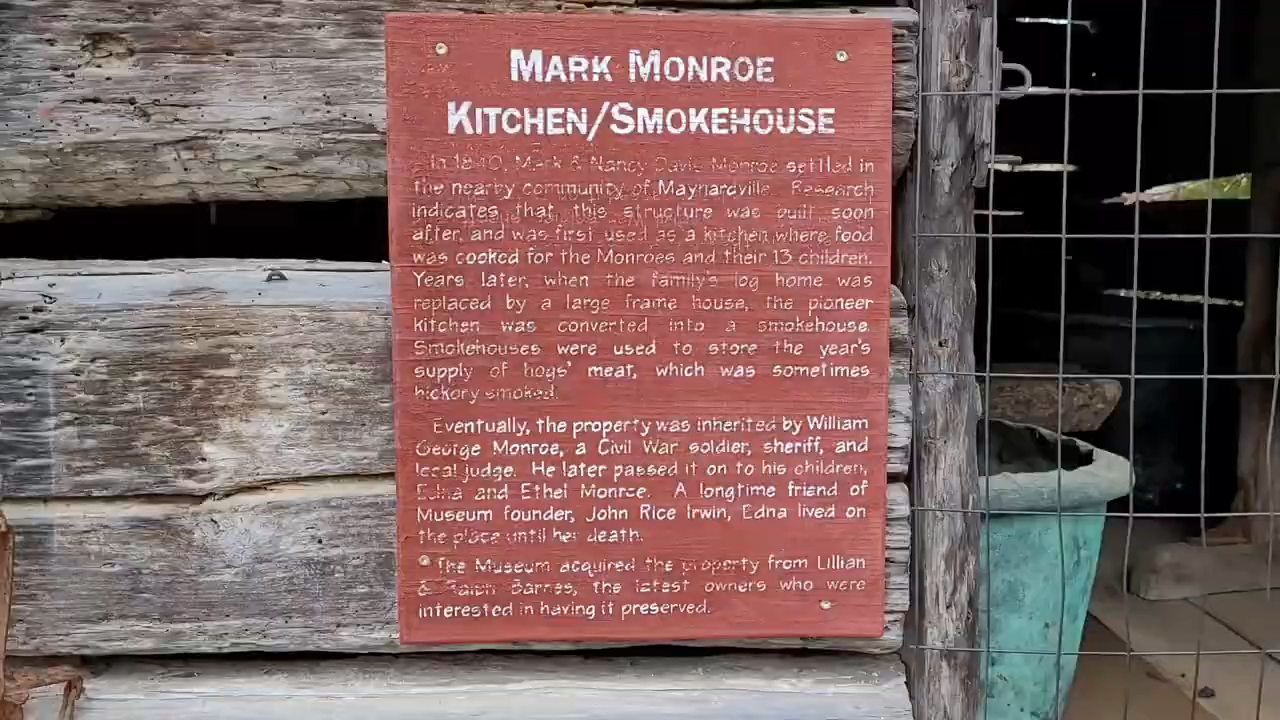 MARK MONROE
KITCHEN/SMOKEHOUSE
In 1840, Mark & Nancy Davis Monroe settled in
the nearby community of Maynardville. Research
indicates that this structure was built soon
after, and was first used as a kitchen where food
was cooked for the Monroes and their 13 children.
Years later, when the family's log home was
replaced by a large frame house, the pioneer
kitchen was converted into a smokehouse.
Smokehouses were used to store the year's
supply of hogs' meat, which was sometimes
hickory smoked.
Eventually, the property was inherited by William
George Monroe, a Civil War soldier, sheriff, and
local judge. He later passed it on to his children,
Edna and Ethel Monroe. A longtime friend of
Museum founder, John Rice Irwin, Edna lived on
the place until her death.
The Museum acquired the property from Lillian
& Ralph Barnes, the latest owners who were
interested in having it preserved.